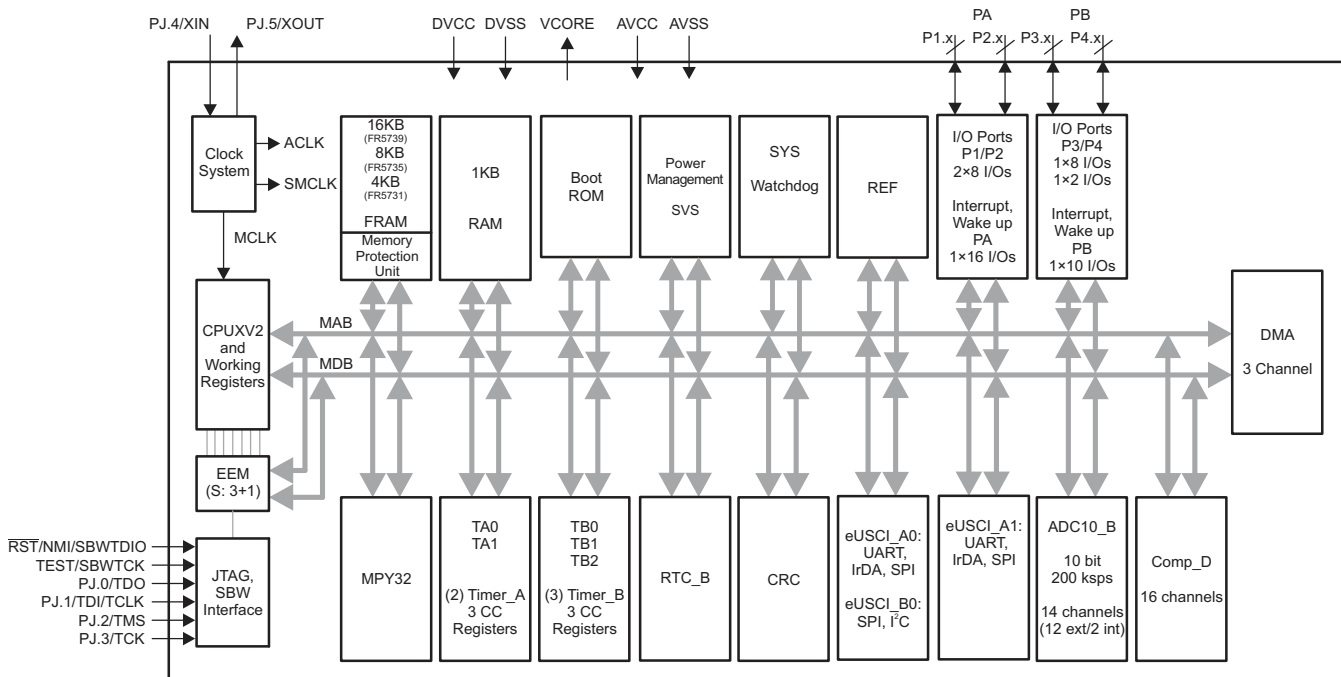 PJ.4/XIN
PJ.5/XOUT
DVCC
DVSS
VCORE
AVCC
AVSS
PA
PB
P1.x
P2.x
P3.x
P4.x
Clock
System
ACLK
SMCLK
MCLK
16KB
(FR5739)
8KB
(FR5735)
4KB
(FR5731)
FRAM
Memory
Protection
Unit
1KB
RAM
Boot
ROM
Power
Management
SVS
SYS
Watchdog
REF
I/O Ports
P1/P2
2×8 I/Os
Interrupt,
Wake up
PA
1×16 I/Os
I/O Ports
P3/P4
1×8 I/Os
1×2 I/Os
Interrupt,
Wake up
PB
1×10 I/Os
CPUXV2
and
Working
Registers
MAB
MDB
DMA
3 Channel
EEM
(S: 3+1)
RST/NMI/SBWTDIO
TEST/SBWTCK
PJ.0/TDO
PJ.1/TDI/TCLK
PJ.2/TMS
PJ.3/TCK
JTAG,
SBW
Interface
MPY32
TA0
TA1
(2) Timer_A
3 CC
Registers
TB0
TB1
TB2
(3) Timer_B
3 CC
Registers
RTC_B
CRC
eUSCI_A0:
UART,
IrDA, SPI
eUSCI_B0:
SPI, I²C
eUSCI_A1:
UART,
IrDA, SPI
ADC10_B
10 bit
200 ksps
14 channels
(12 ext/2 int)
Comp_D
16 channels